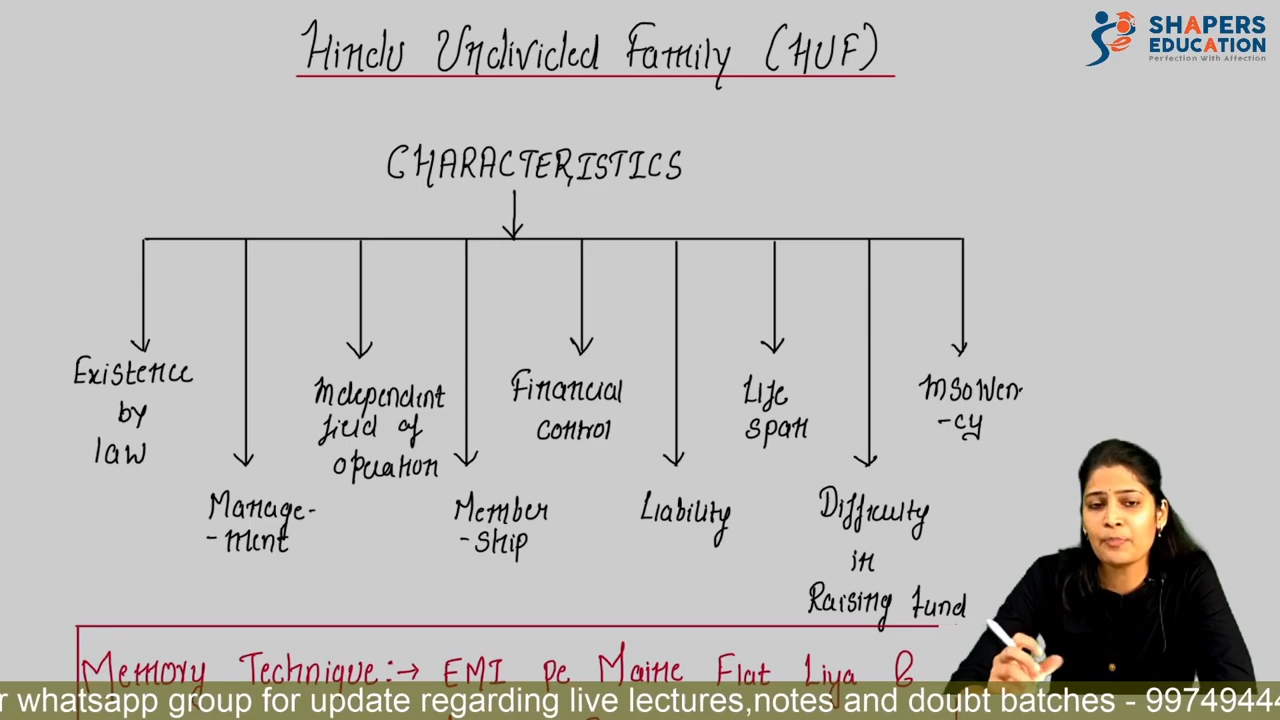 Hindu Undivided Family (HUF)
SHAPERS
EDUCATION
Perfection With Affection
CHARACTERISTICS
Existence
by
law
Manage-
-ment
Independent
field of
operation
Member
-ship
Financial
control
Liability
Life
span
Difficulty
in
Raising fund
Insolven
-cy
Memory Technique:→ EMI pe Maine Flat Liya &
r whatsapp group for update regarding live lectures,notes and doubt batches - 99749444